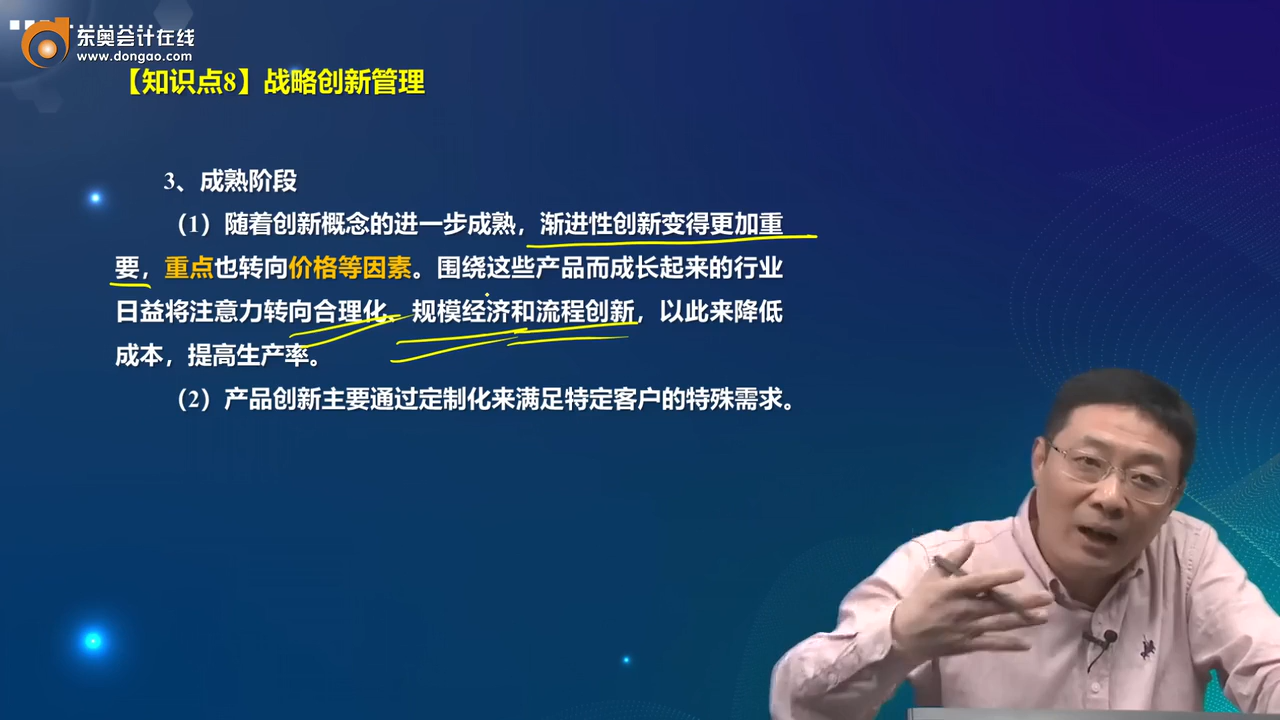 东奥会计在线
www.dongao.com
【知识点8】战略创新管理
3、成熟阶段
（1）随着创新概念的进一步成熟，渐进性创新变得更加重
要，重点也转向价格等因素。围绕这些产品而成长起来的行业
日益将注意力转向合理化、规模经济和流程创新，以此来降低
成本，提高生产率。
（2）产品创新主要通过定制化来满足特定客户的特殊需求。